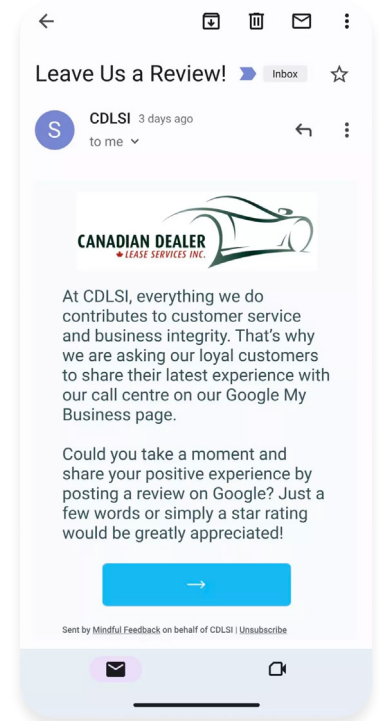 Leave Us a Review!
Inbox
S
CDLSI 3 days ago
to me
CANADIAN DEALER
LEASE SERVICES INC.
At CDLSI, everything we do
contributes to customer service
and business integrity. That's why
we are asking our loyal customers
to share their latest experience with
our call centre on our Google My
Business page.
Could you take a moment and
share your positive experience by
posting a review on Google? Just a
few words or simply a star rating
would be greatly appreciated!
Sent by Mindful Feedback on behalf of CDLSI | Unsubscribe